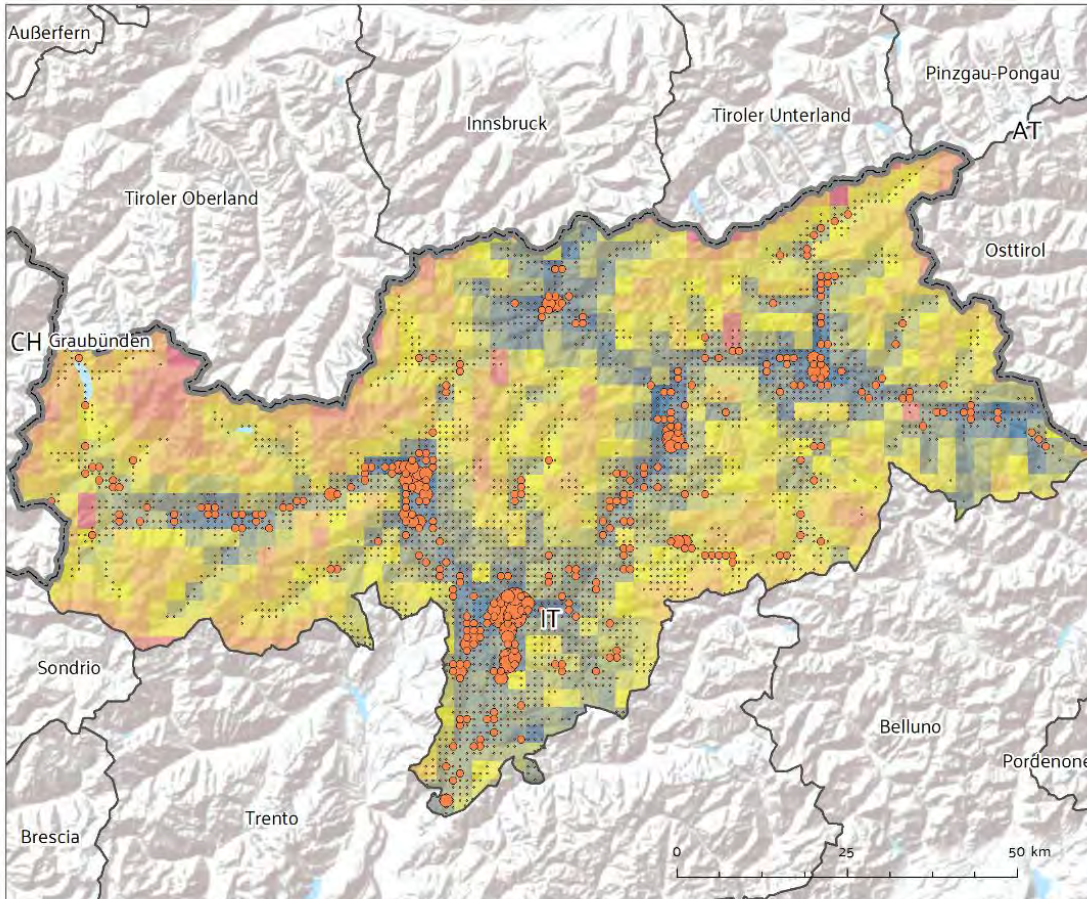 Außerfern
Pinzgau-Pongau
Tiroler Unterland
Innsbruck
AT
Tiroler Oberland
Osttirol
CH
Graubünden
IT
Sondrio
Belluno
Pordenone
Trento
Brescia
0 25 50 km